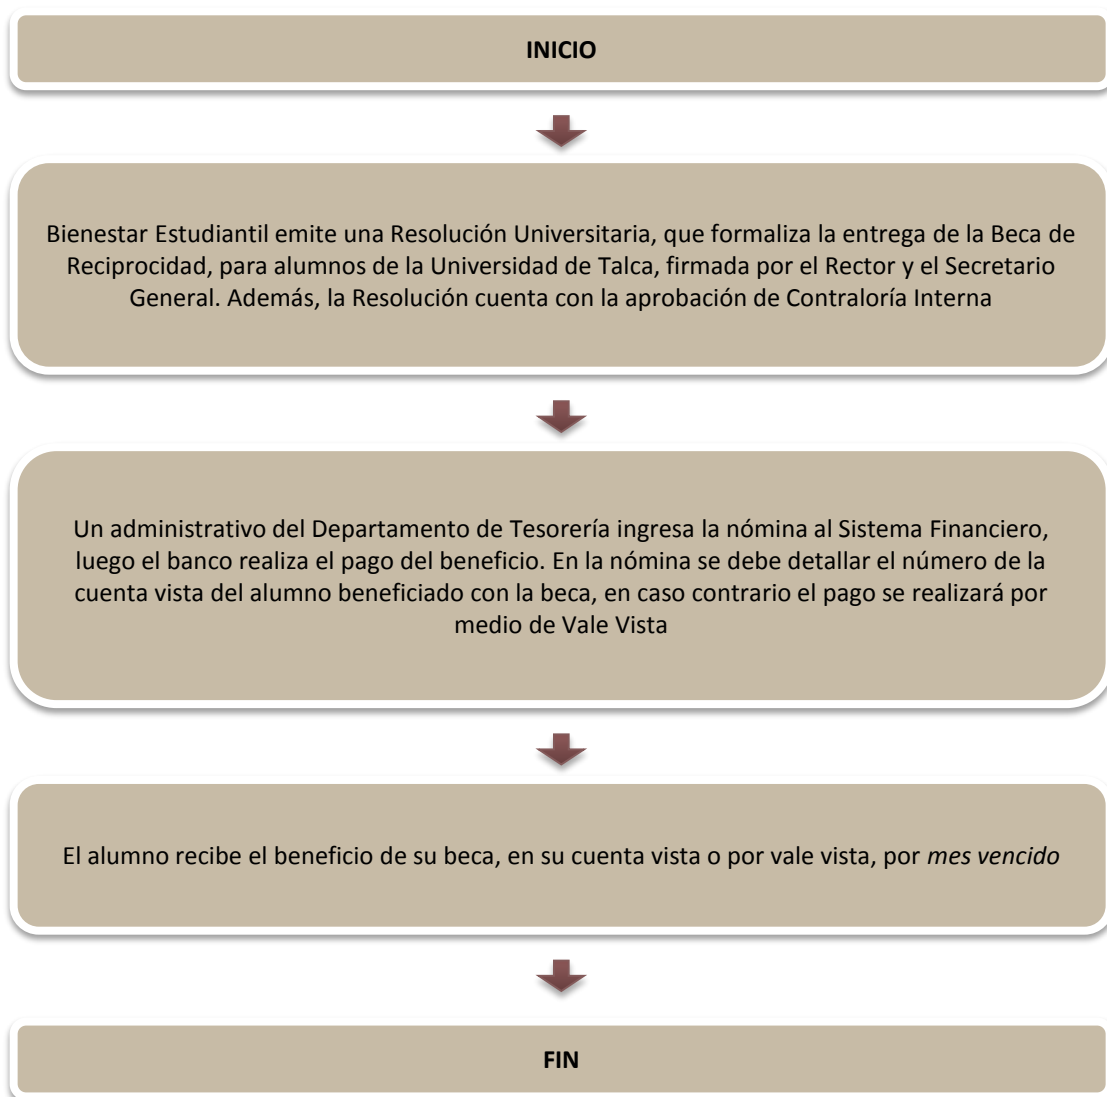 INICIO
Bienestar Estudiantil emite una Resolución Universitaria, que formaliza la entrega de la Beca de
Reciprocidad, para alumnos de la Universidad de Talca, firmada por el Rector y el Secretario
General. Además, la Resolución cuenta con la aprobación de Contraloría Interna
Un administrativo del Departamento de Tesorería ingresa la nómina al Sistema Financiero,
luego el banco realiza el pago del beneficio. En la nómina se debe detallar el número de la
cuenta vista del alumno beneficiado con la beca, en caso contrario el pago se realizará por
medio de Vale Vista
El alumno recibe el beneficio de su beca, en su cuenta vista o por vale vista, por mes vencido
FIN